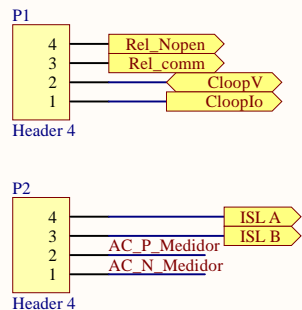 P1
4 Rel_Nopen
3 Rel_comm
2 CloopV
1 CloopIo
Header 4
P2
4 ISL A
3 ISL B
2 AC_P_Medidor
1 AC_N_Medidor
Header 4